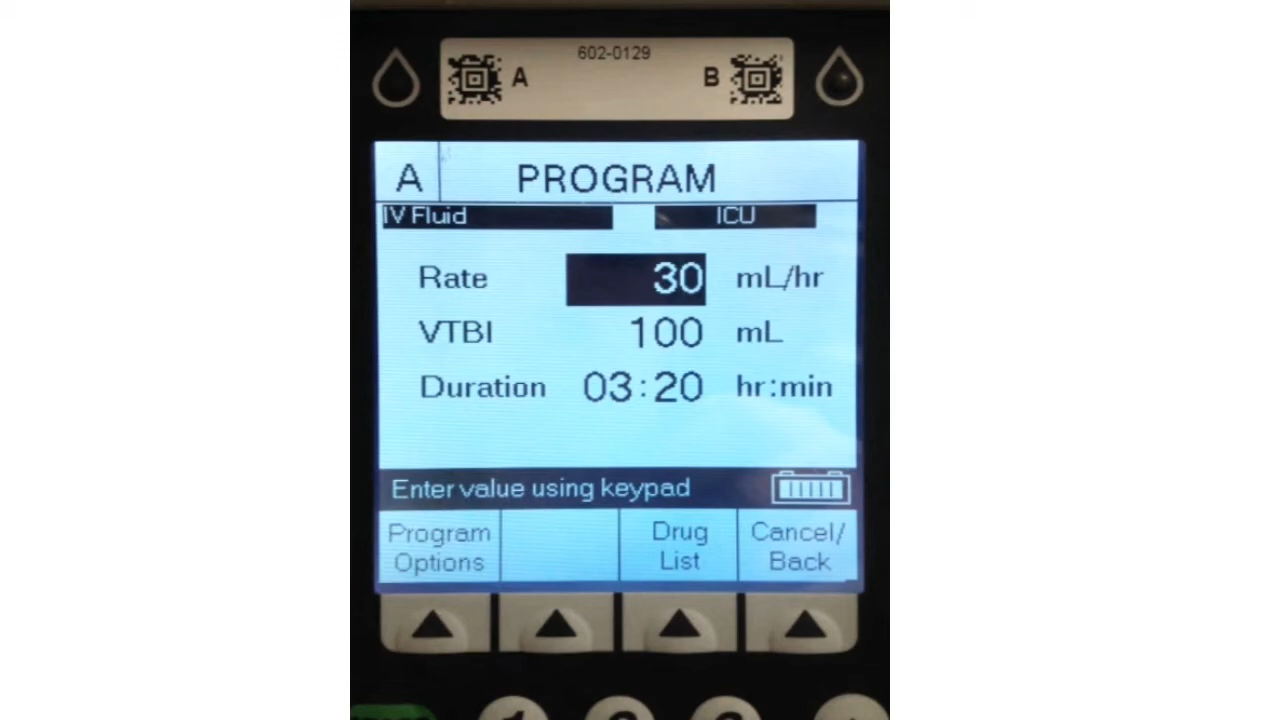 602-0129
A B
A PROGRAM
IV Fluid ICU
Rate 30 mL/hr
VTBI 100 mL
Duration 03:20 hr:min
Enter value using keypad
Program Options Drug List Cancel/ Back